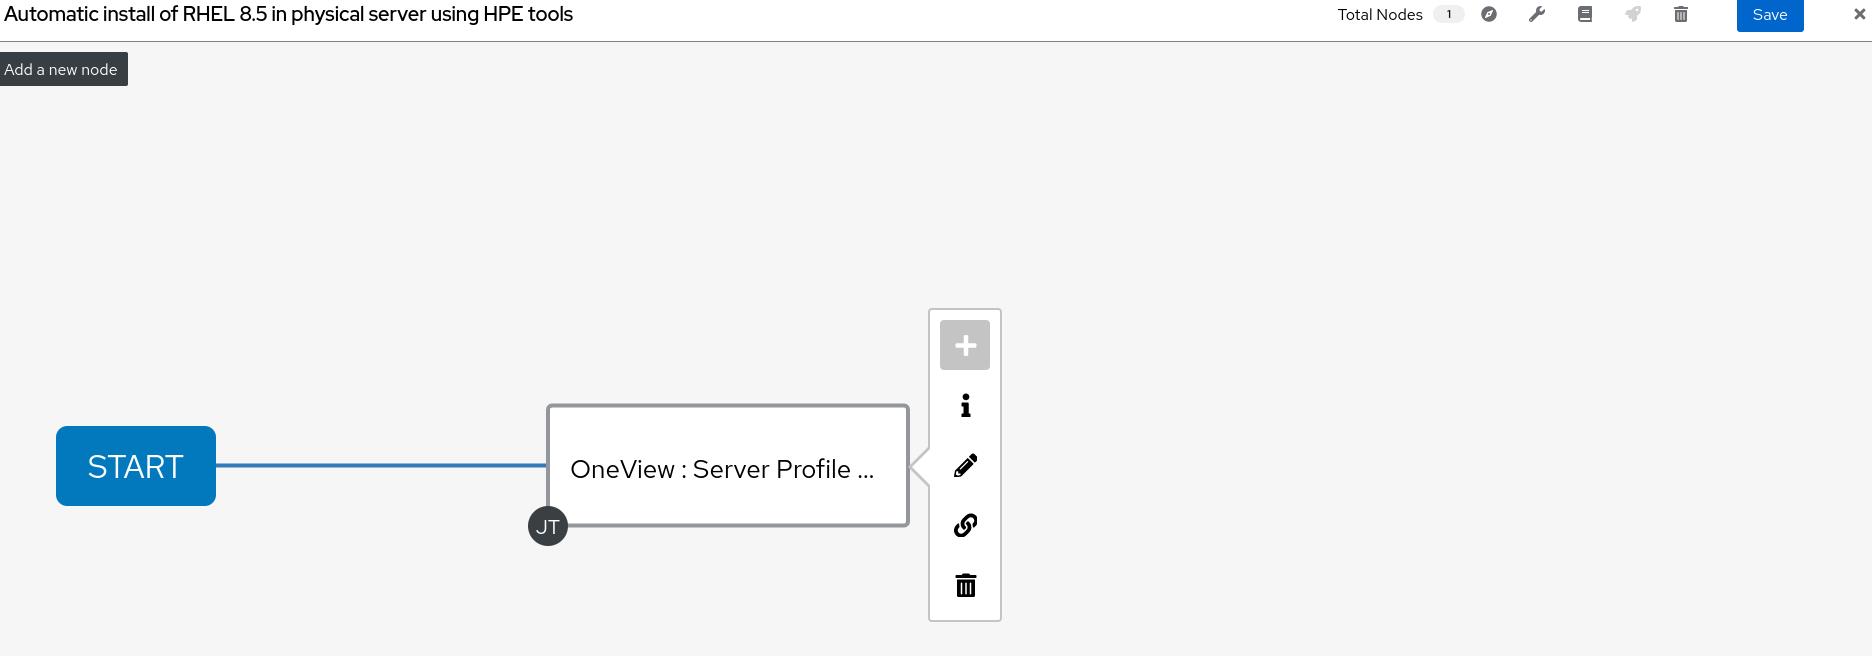 Automatic install of RHEL 8.5 in physical server using HPE tools
Total Nodes 1
Save
Add a new node
START
OneView : Server Profile ...
JT